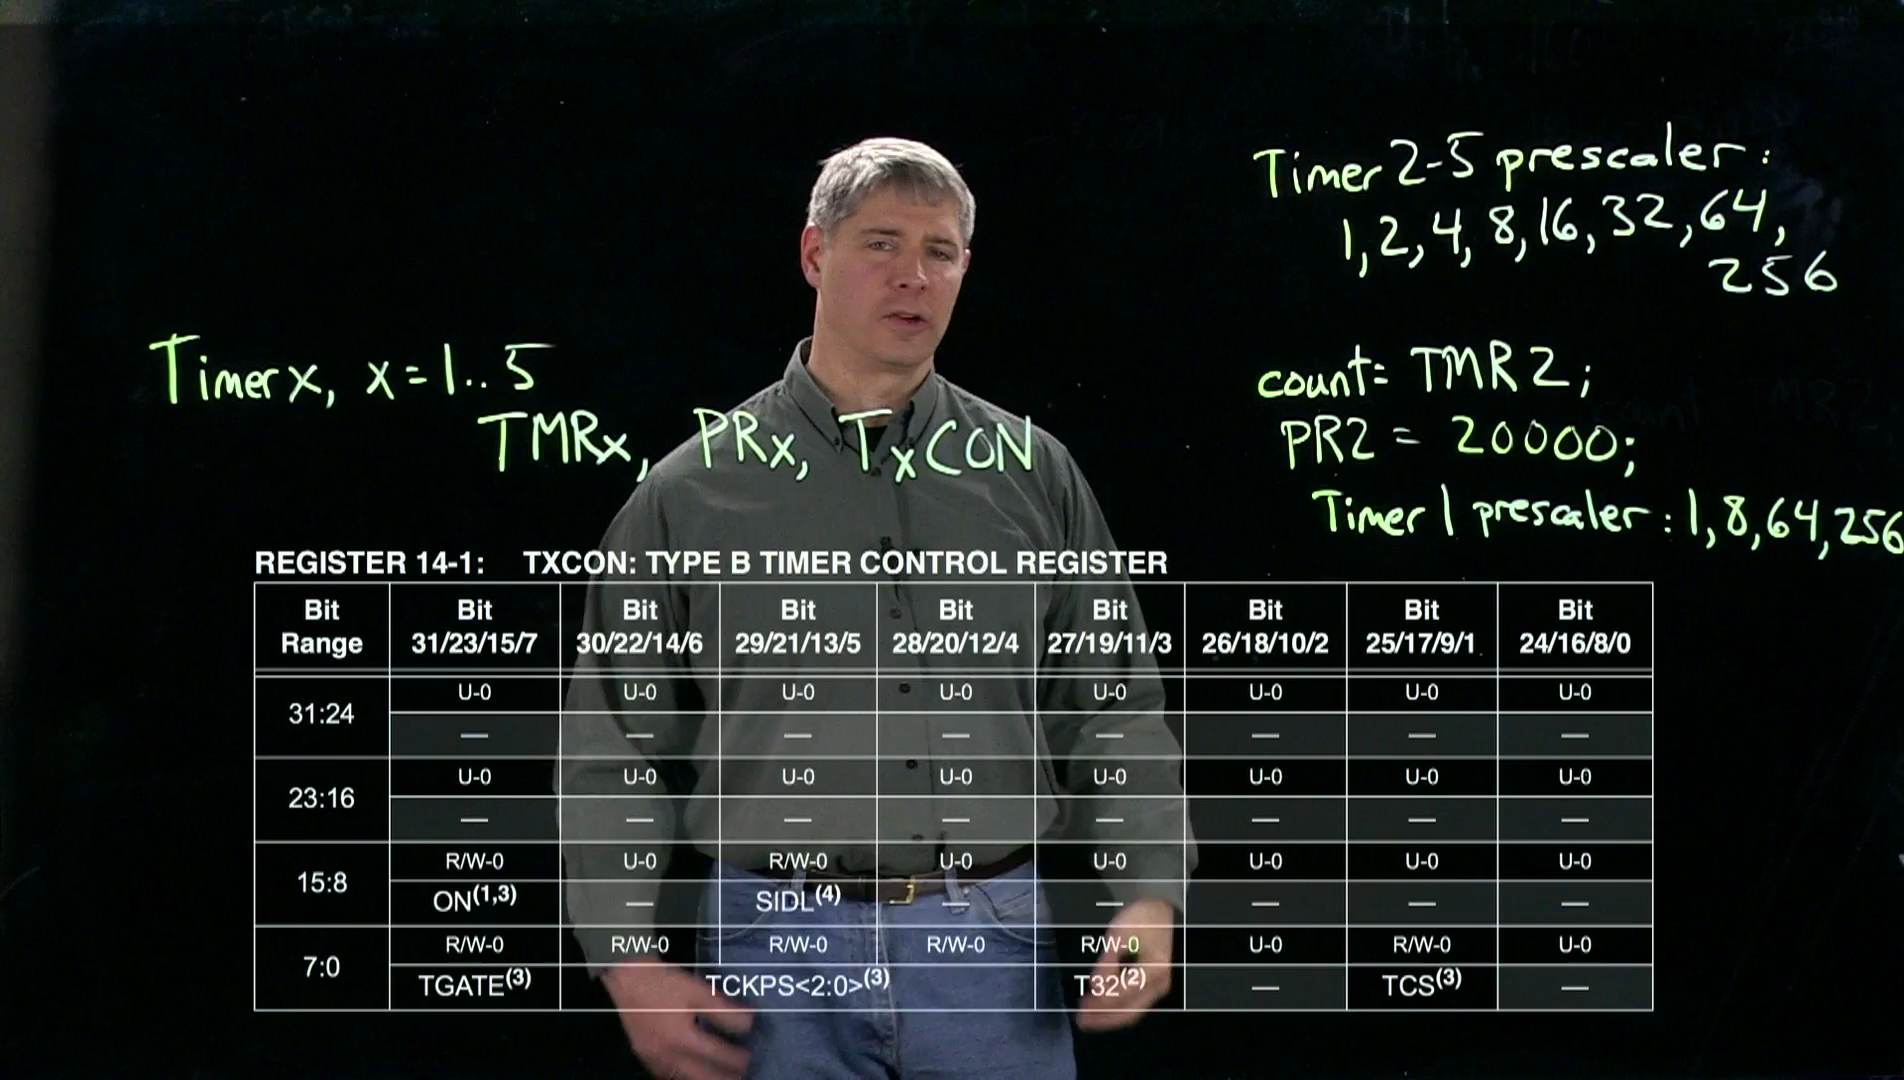 Timer 2-5 prescaler:
1, 2, 4, 8, 16, 32, 64,
256
Timer x, x=1..5
TMRx, PRx, TxCON
count= TMR2;
PR2 = 20000;
Timer 1 prescaler: 1, 8, 64, 256
REGISTER 14-1: TXCON: TYPE B TIMER CONTROL REGISTER
Bit Range Bit 31/23/15/7 Bit 30/22/14/6 Bit 29/21/13/5 Bit 28/20/12/4 Bit 27/19/11/3 Bit 26/18/10/2 Bit 25/17/9/1 Bit 24/16/8/0
31:24 U-0 U-0 U-0 U-0 U-0 U-0 U-0 U-0
— — — — — — — —
23:16 U-0 U-0 U-0 U-0 U-0 U-0 U-0 U-0
— — — — — — — —
15:8 R/W-0 U-0 R/W-0 U-0 U-0 U-0 U-0 U-0
ON(1,3) — SIDL(4) — — — — —
7:0 R/W-0 R/W-0 R/W-0 R/W-0 R/W-0 U-0 R/W-0 U-0
TGATE(3) TCKPS<2:0>(3) T32(2) — TCS(3) —